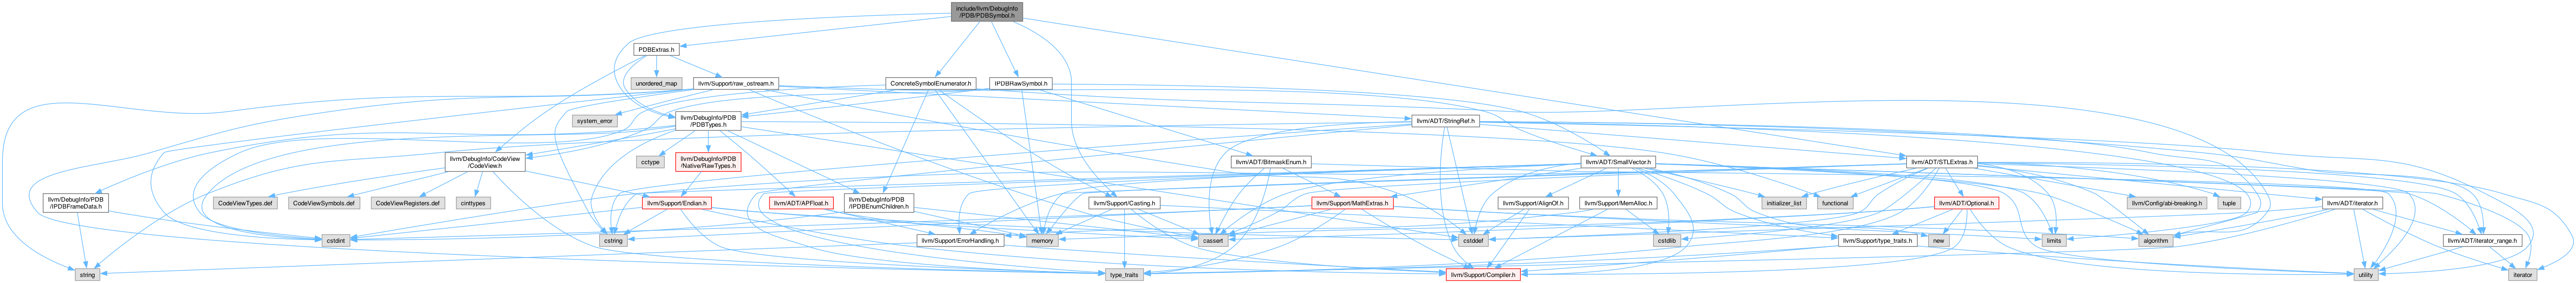 include/llvm/DebugInfo
/PDB/PDBSymbol.h
PDBExtras.h
unordered_map
llvm/Support/raw_ostream.h
ConcreteSymbolEnumerator.h
IPDBRawSymbol.h
system_error
llvm/DebugInfo/PDB
/PDBTypes.h
llvm/ADT/StringRef.h
llvm/DebugInfo/CodeView
/CodeView.h
cctype
llvm/DebugInfo/PDB
/Native/RawTypes.h
llvm/ADT/BitmaskEnum.h
llvm/ADT/SmallVector.h
llvm/ADT/STLExtras.h
llvm/DebugInfo/PDB
/IPDBFrameData.h
CodeViewTypes.def
CodeViewSymbols.def
CodeViewRegisters.def
cinttypes
llvm/Support/Endian.h
llvm/ADT/APFloat.h
llvm/DebugInfo/PDB
/IPDBEnumChildren.h
llvm/Support/Casting.h
llvm/Support/MathExtras.h
llvm/Support/AlignOf.h
llvm/Support/MemAlloc.h
initializer_list
functional
llvm/ADT/Optional.h
llvm/Config/abi-breaking.h
tuple
llvm/ADT/iterator.h
cstdint
cstring
llvm/Support/ErrorHandling.h
memory
cassert
cstddef
cstdlib
llvm/Support/type_traits.h
new
limits
algorithm
llvm/ADT/iterator_range.h
string
type_traits
llvm/Support/Compiler.h
utility
iterator